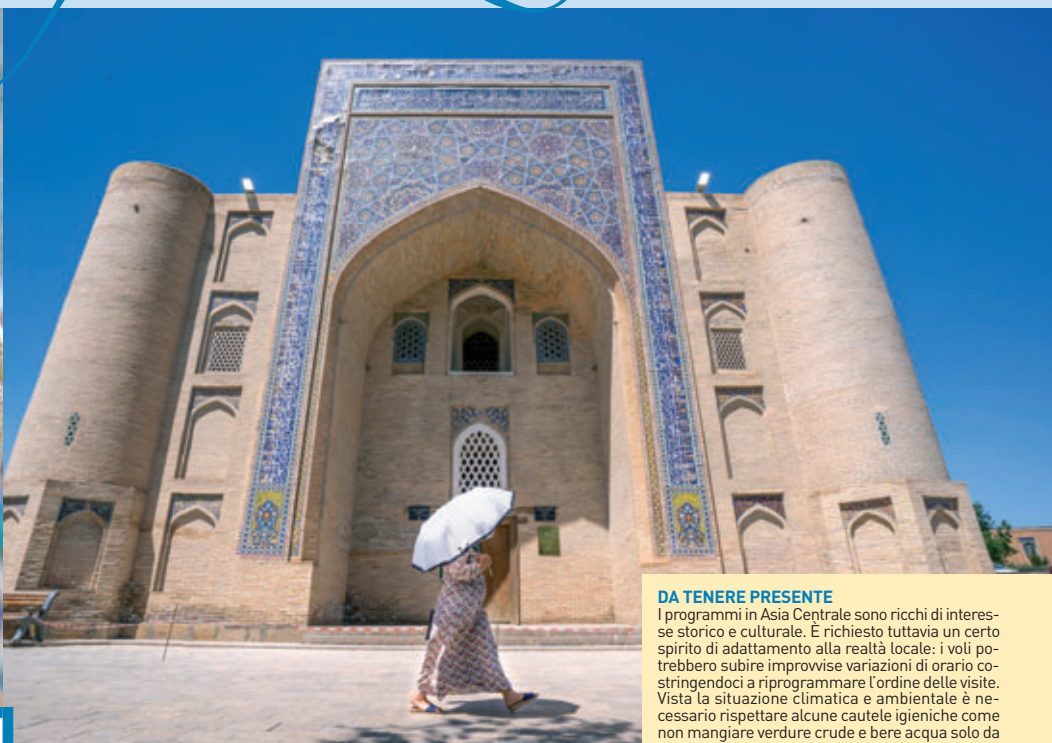 DA TENERE PRESENTE
I programmi in Asia Centrale sono ricchi di interes-
se storico e culturale. È richiesto tuttavia un certo
spirito di adattamento alla realtà locale: i voli po-
trebbero subire improvvise variazioni di orario co-
stringendoci a riprogrammare l'ordine delle visite.
Vista la situazione climatica e ambientale è ne-
cessario rispettare alcune cautele igieniche come
non mangiare verdure crude e bere acqua solo da